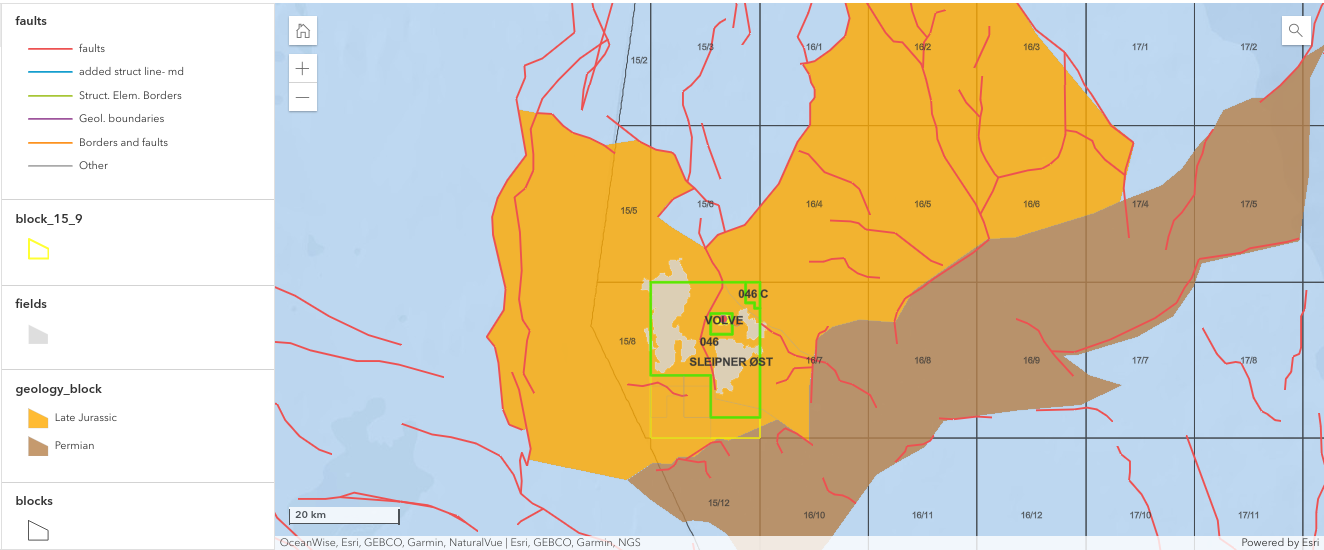 faults
faults
added struct line- md
Struct. Elem. Borders
Geol. boundaries
Borders and faults
Other
block_15_9
fields
geology_block
Late Jurassic
Permian
blocks
15/2
15/3
16/1
16/2
16/3
17/1
17/2
15/5
15/6
16/4
16/5
16/6
17/4
17/5
046 C
VOLVE
046
SLEIPNER ØST
15/8
16/7
16/8
16/9
17/7
17/8
15/12
16/10
16/11
16/12
17/10
17/11
20 km
OceanWise, Esri, GEBCO, Garmin, NaturalVue | Esri, GEBCO, Garmin, NGS
Powered by Esri